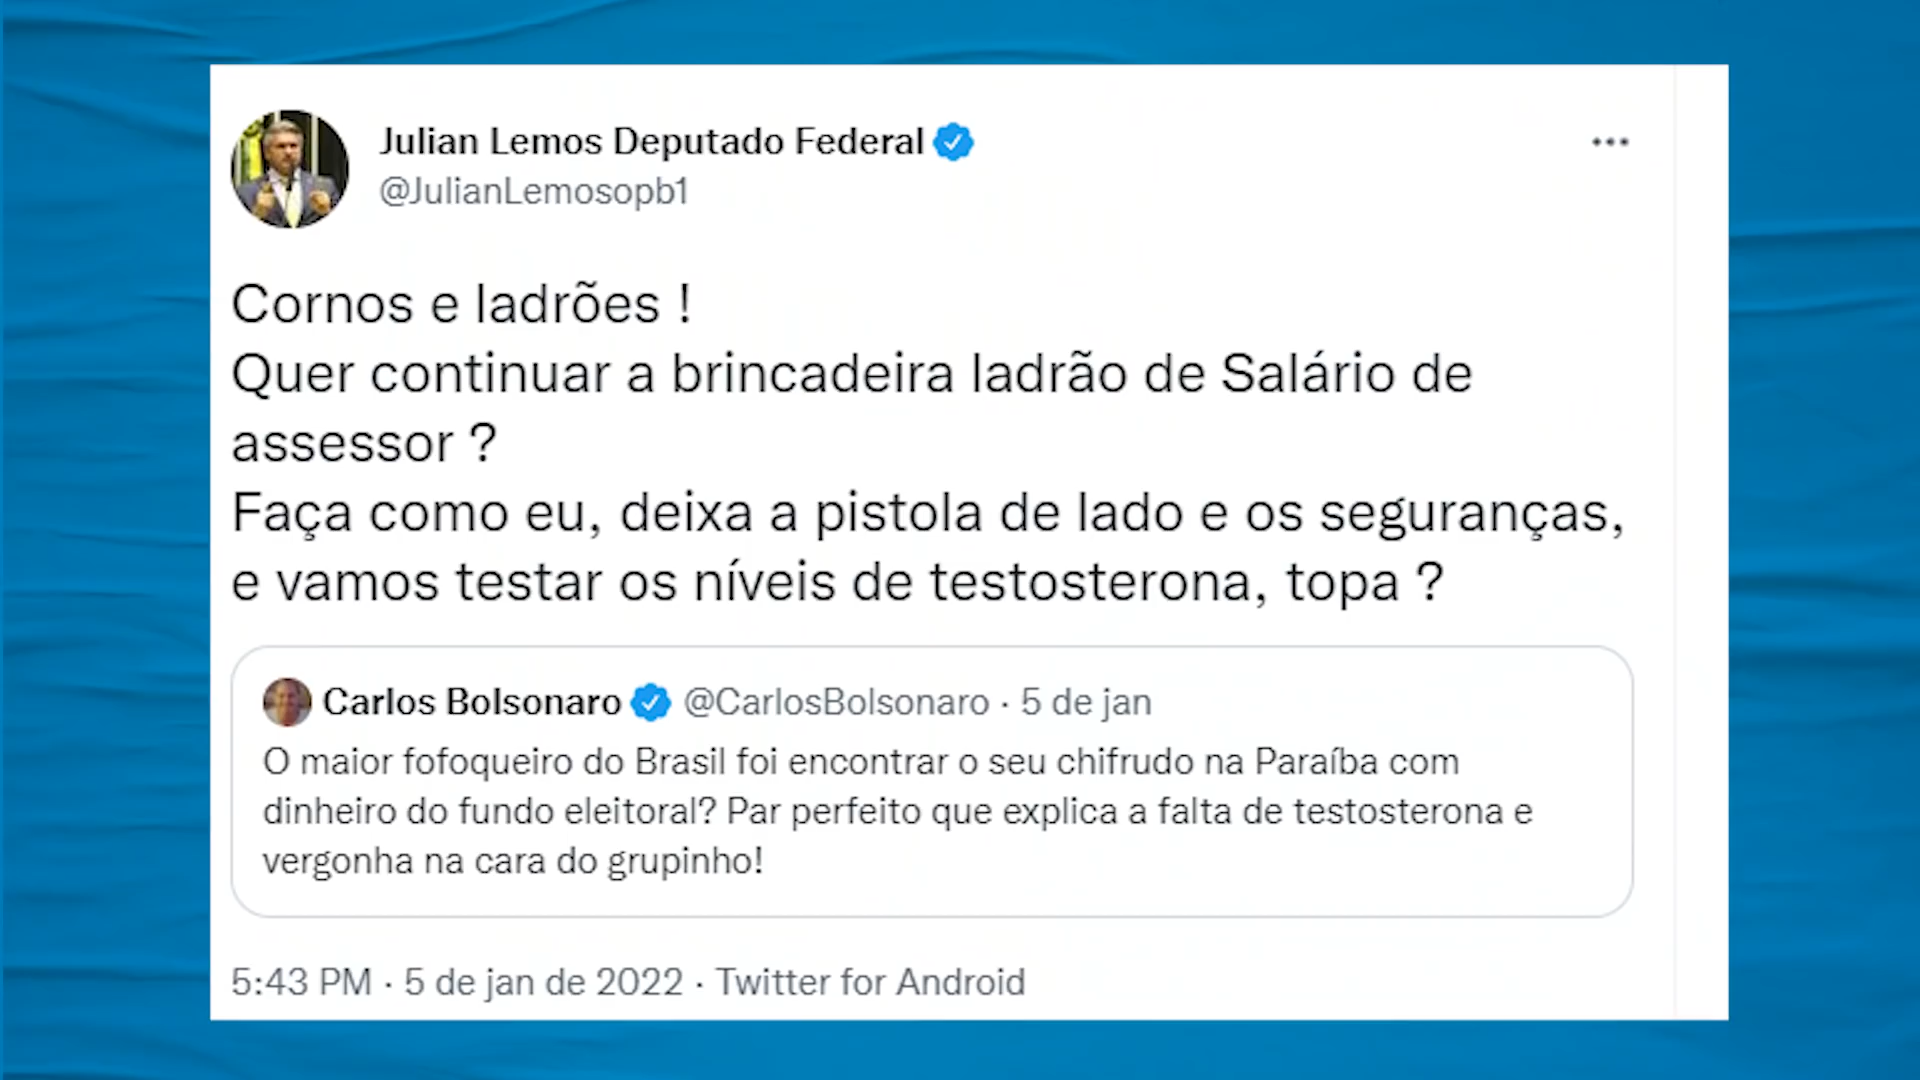 Julian Lemos Deputado Federal
@JulianLemosopb1
Cornos e ladrões !
Quer continuar a brincadeira ladrão de Salário de
assessor ?
Faça como eu, deixa a pistola de lado e os seguranças,
e vamos testar os níveis de testosterona, topa ?
Carlos Bolsonaro @CarlosBolsonaro · 5 de jan
O maior fofoqueiro do Brasil foi encontrar o seu chifrudo na Paraíba com
dinheiro do fundo eleitoral? Par perfeito que explica a falta de testosterona e
vergonha na cara do grupinho!
5:43 PM · 5 de jan de 2022 · Twitter for Android